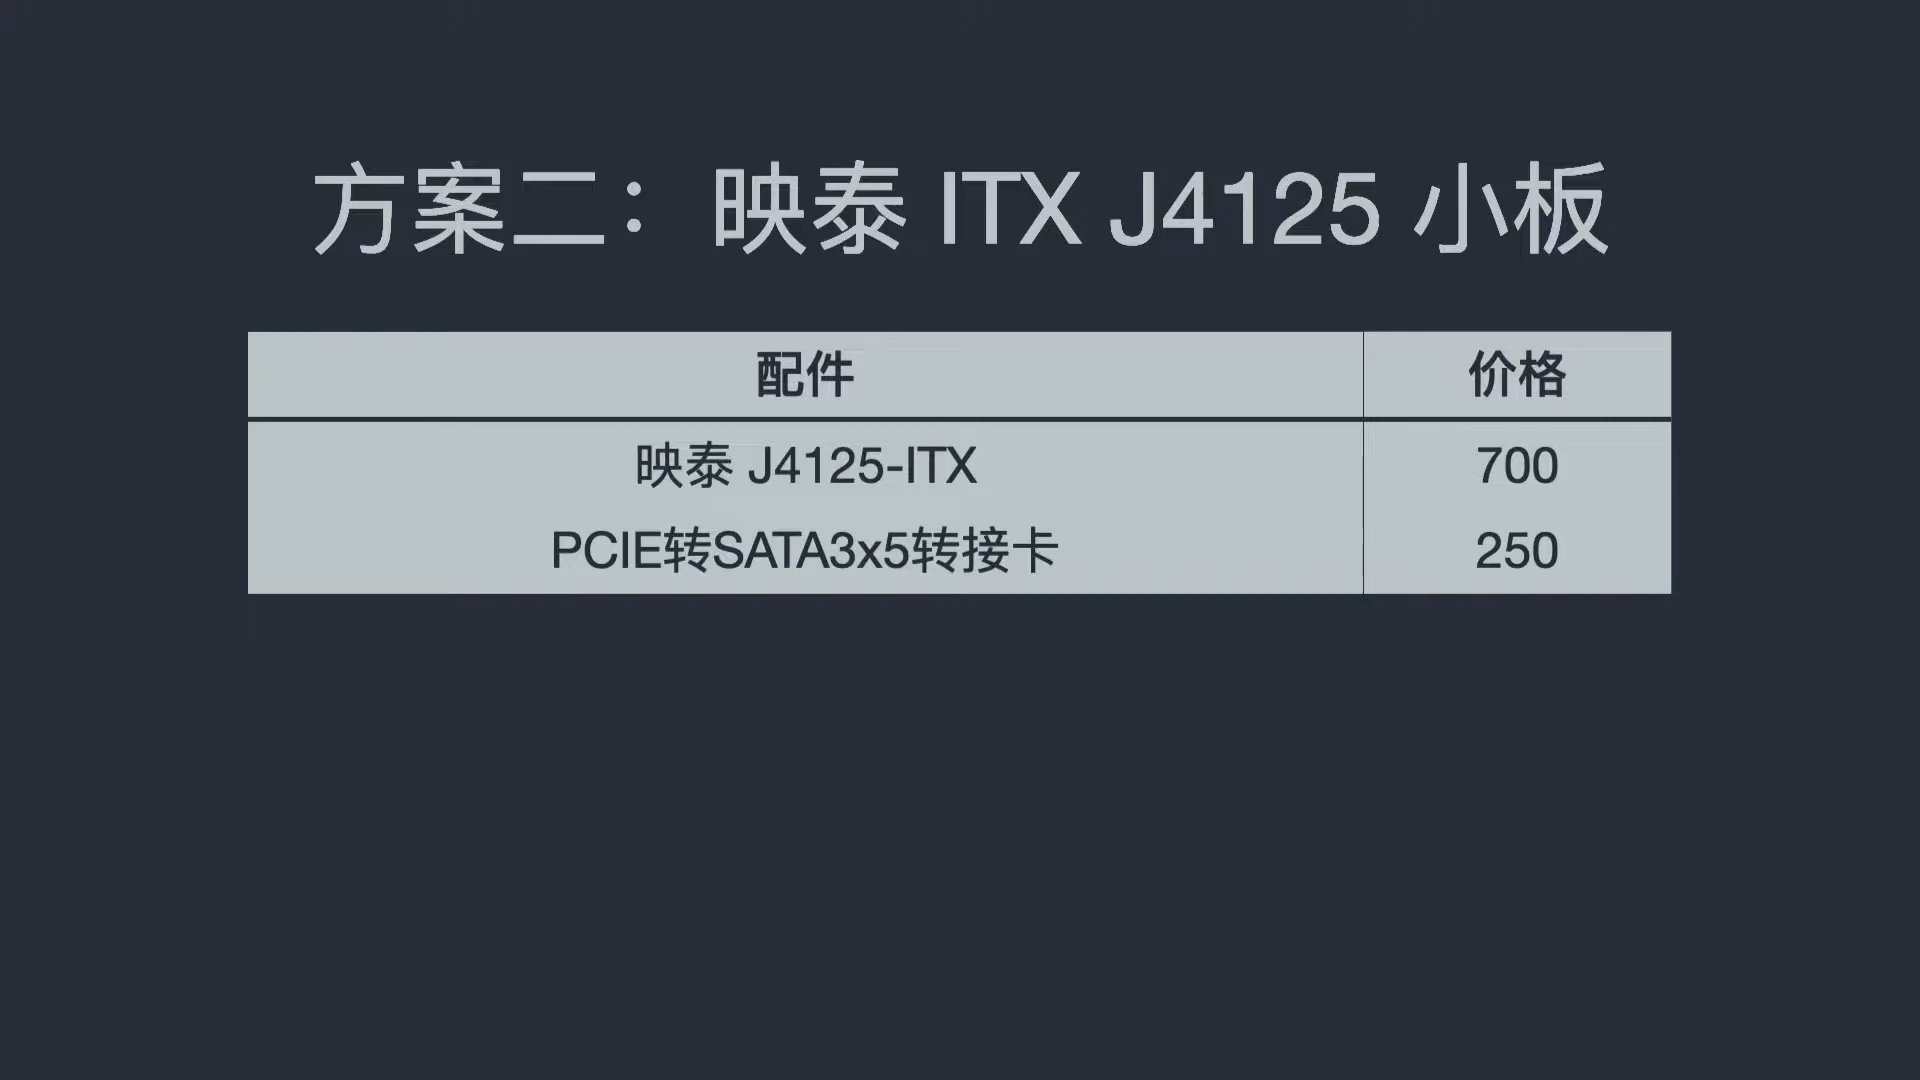 方案二：映泰 ITX J4125 小板
配件 价格
映泰 J4125-ITX 700
PCIE转SATA3x5转接卡 250